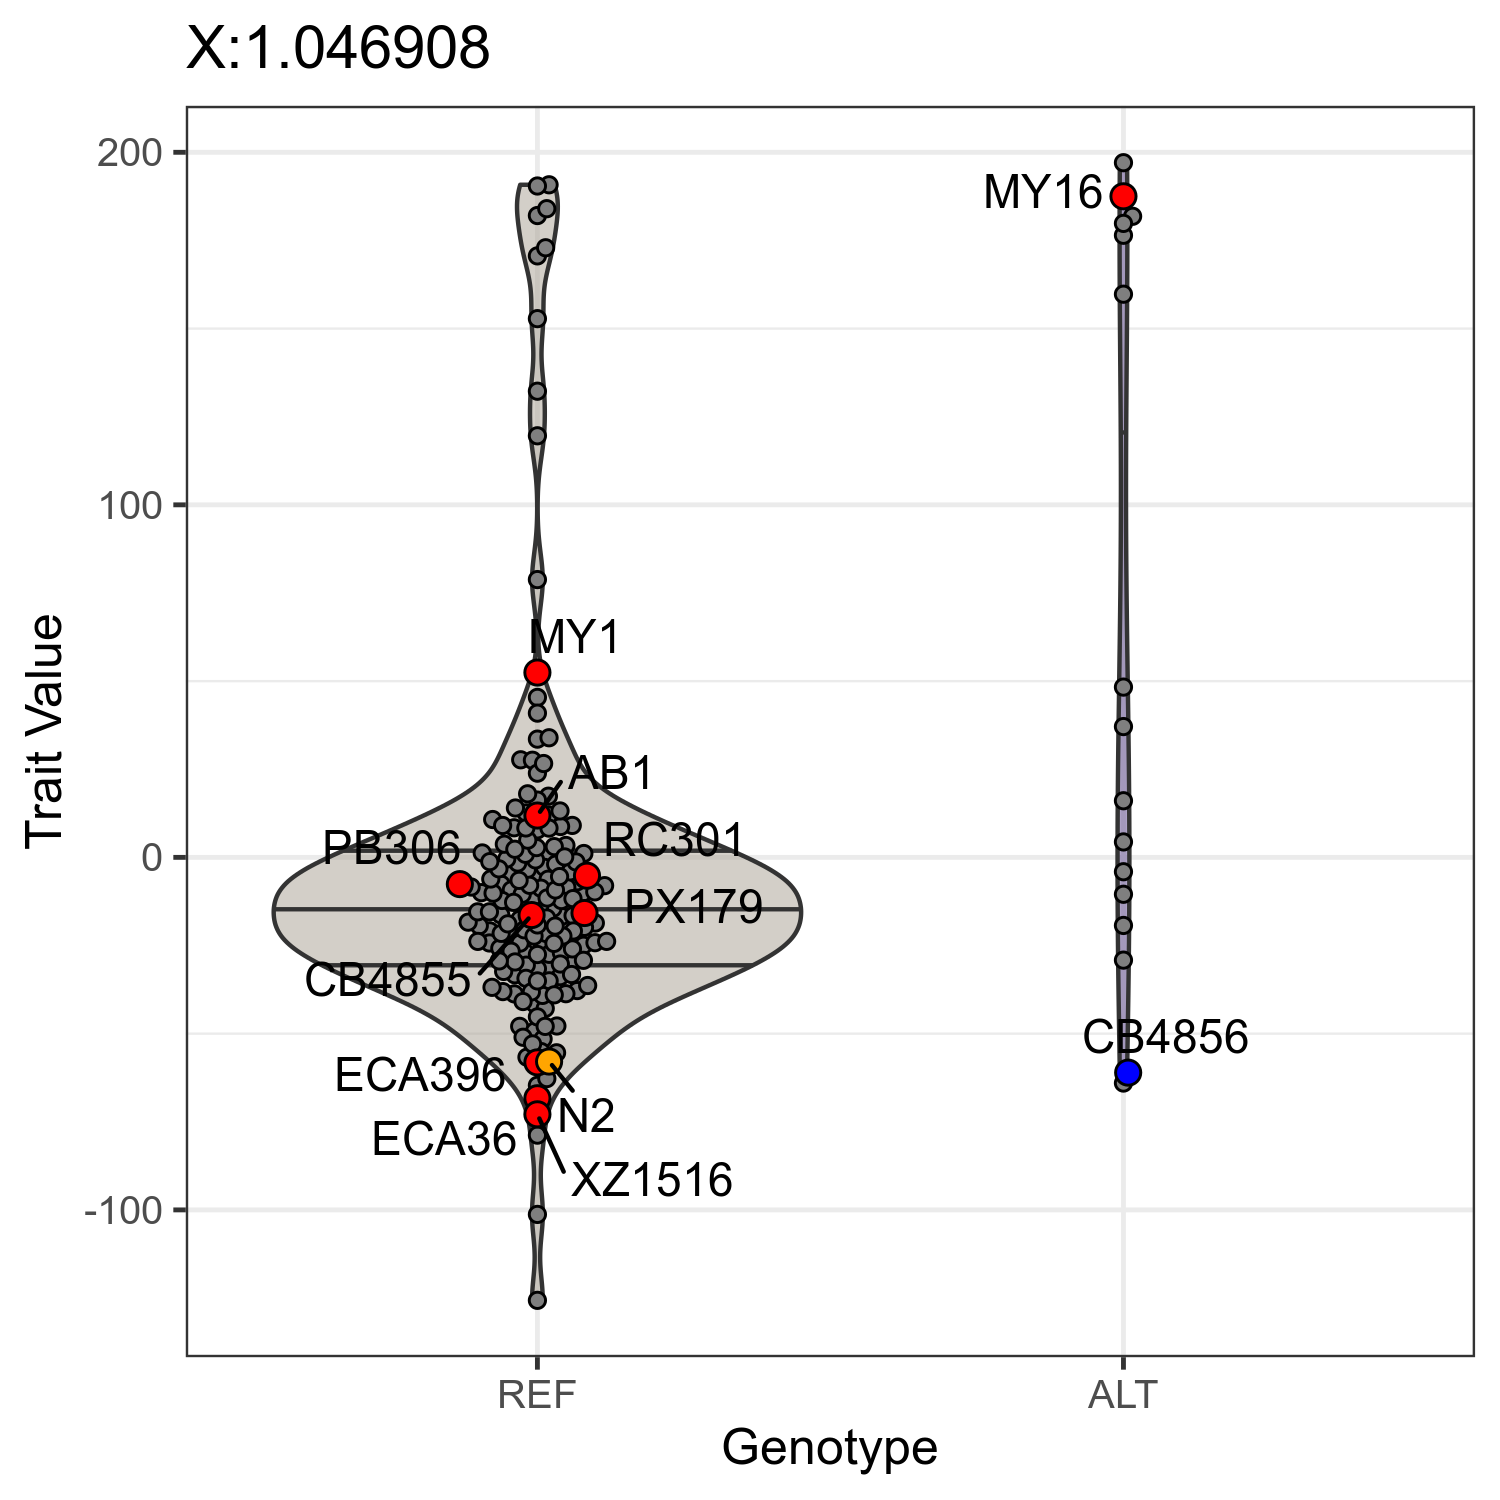 X:1.046908
200
MY16
100
MY1
AB1
RC301
PB306
0
PX179
CB4855
CB4856
ECA396
N2
ECA36
XZ1516
-100
REF
ALT
Genotype
Trait Value